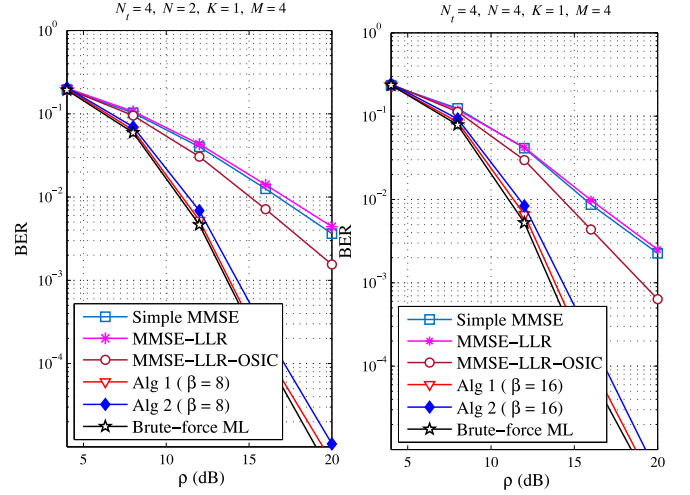 N_t = 4, N = 2, K = 1, M = 4
10^0
10^-1
10^-2
10^-3
10^-4
BER
Simple MMSE
MMSE−LLR
MMSE−LLR−OSIC
Alg 1 ( β = 8)
Alg 2 ( β = 8)
Brute−force ML
5
10
15
20
ρ (dB)
N_t = 4, N = 4, K = 1, M = 4
10^0
10^-1
10^-2
10^-3
10^-4
BER
Simple MMSE
MMSE−LLR
MMSE−LLR−OSIC
Alg 1 (β = 16)
Alg 2 (β = 16)
Brute−force ML
5
10
15
20
ρ (dB)